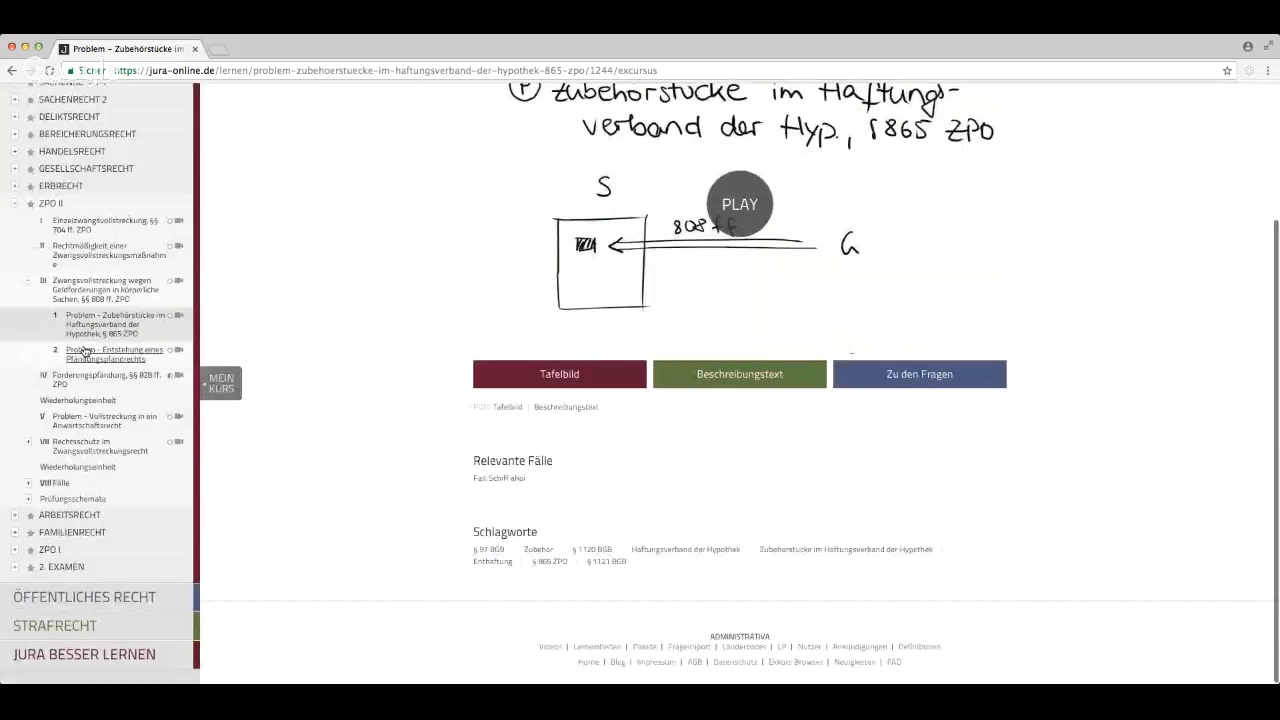 Problem – Zubehörstücke im
https://jura-online.de/lernen/problem-zubehoerstuecke-im-haftungsverband-der-hypothek-865-zpo/1244/excursus
SACHENRECHT 2
DELIKTSRECHT
BEREICHERUNGSRECHT
HANDELSRECHT
GESELLSCHAFTSRECHT
ERBRECHT
ZPO II
I Einzelzwangsvollstreckung, §§
704 ff. ZPO
II Rechtmäßigkeit einer
Zwangsvollstreckungsmaßnahm
e
III Zwangsvollstreckung wegen
Geldforderungen in körperliche
Sachen, §§ 808 ff. ZPO
1 Problem - Zubehörstücke im
Haftungsverband der
Hypothek, § 865 ZPO
2 Problem - Entstehung eines
Pfändungspfandrechts
IV Forderungspfändung, §§ 828 ff.
ZPO
Wiederholungseinheit
V Problem - Vollstreckung in ein
Anwartschaftsrecht
VII Rechtsschutz im
Zwangsvollstreckungsrecht
Wiederholungseinheit
VIII Fälle
Prüfungsschemata
ARBEITSRECHT
FAMILIENRECHT
ZPO I
2. EXAMEN
ÖFFENTLICHES RECHT
STRAFRECHT
JURA BESSER LERNEN
MEIN
KURS
(P) Zubehörstücke im Haftungs-
verband der Hyp., § 865 ZPO
S
PLAY
808 ff
G
Tafelbild Beschreibungstext Zu den Fragen
PDF: Tafelbild | Beschreibungstext
Relevante Fälle
Fall: Schiff ahoi
Schlagworte
§ 97 BGB Zubehör | § 1120 BGB Haftungsverband der Hypothek | Zubehörstücke im Haftungsverband der Hypothek |
Enthaftung | § 865 ZPO | § 1121 BGB
ADMINISTRATIVA
Videos | Lerneinheiten | Pakete | Fragenimport | Ländercodes | LP | Nutzer | Ankündigungen | Definitionen
Home | Blog | Impressum | AGB | Datenschutz | Exkurs Browser | Neuigkeiten | FAQ